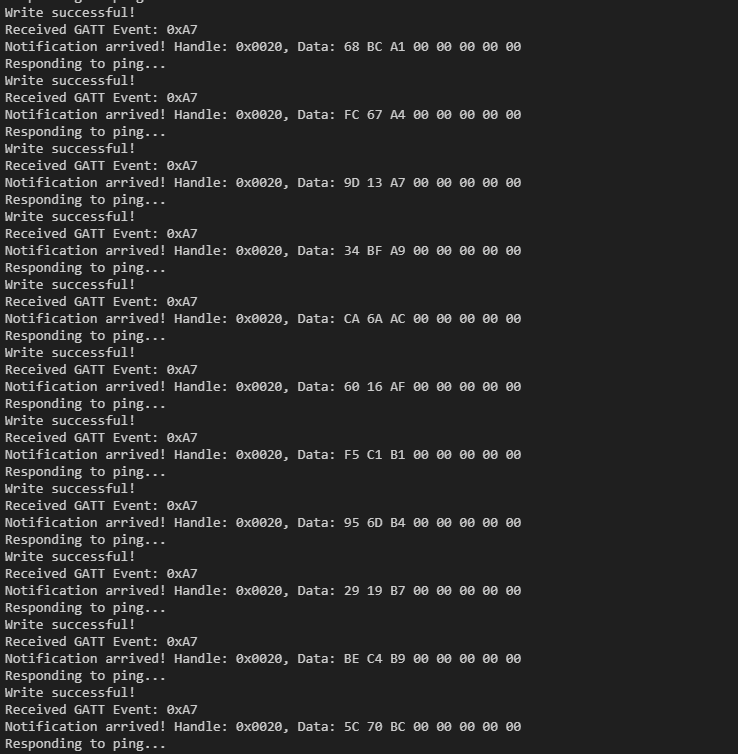 Write successful!
Received GATT Event: 0xA7
Notification arrived! Handle: 0x0020, Data: 68 BC A1 00 00 00 00 00
Responding to ping...
Write successful!
Received GATT Event: 0xA7
Notification arrived! Handle: 0x0020, Data: FC 67 A4 00 00 00 00 00
Responding to ping...
Write successful!
Received GATT Event: 0xA7
Notification arrived! Handle: 0x0020, Data: 9D 13 A7 00 00 00 00 00
Responding to ping...
Write successful!
Received GATT Event: 0xA7
Notification arrived! Handle: 0x0020, Data: 34 BF A9 00 00 00 00 00
Responding to ping...
Write successful!
Received GATT Event: 0xA7
Notification arrived! Handle: 0x0020, Data: CA 6A AC 00 00 00 00 00
Responding to ping...
Write successful!
Received GATT Event: 0xA7
Notification arrived! Handle: 0x0020, Data: 60 16 AF 00 00 00 00 00
Responding to ping...
Write successful!
Received GATT Event: 0xA7
Notification arrived! Handle: 0x0020, Data: F5 C1 B1 00 00 00 00 00
Responding to ping...
Write successful!
Received GATT Event: 0xA7
Notification arrived! Handle: 0x0020, Data: 95 6D B4 00 00 00 00 00
Responding to ping...
Write successful!
Received GATT Event: 0xA7
Notification arrived! Handle: 0x0020, Data: 29 19 B7 00 00 00 00 00
Responding to ping...
Write successful!
Received GATT Event: 0xA7
Notification arrived! Handle: 0x0020, Data: BE C4 B9 00 00 00 00 00
Responding to ping...
Write successful!
Received GATT Event: 0xA7
Notification arrived! Handle: 0x0020, Data: 5C 70 BC 00 00 00 00 00
Responding to ping...